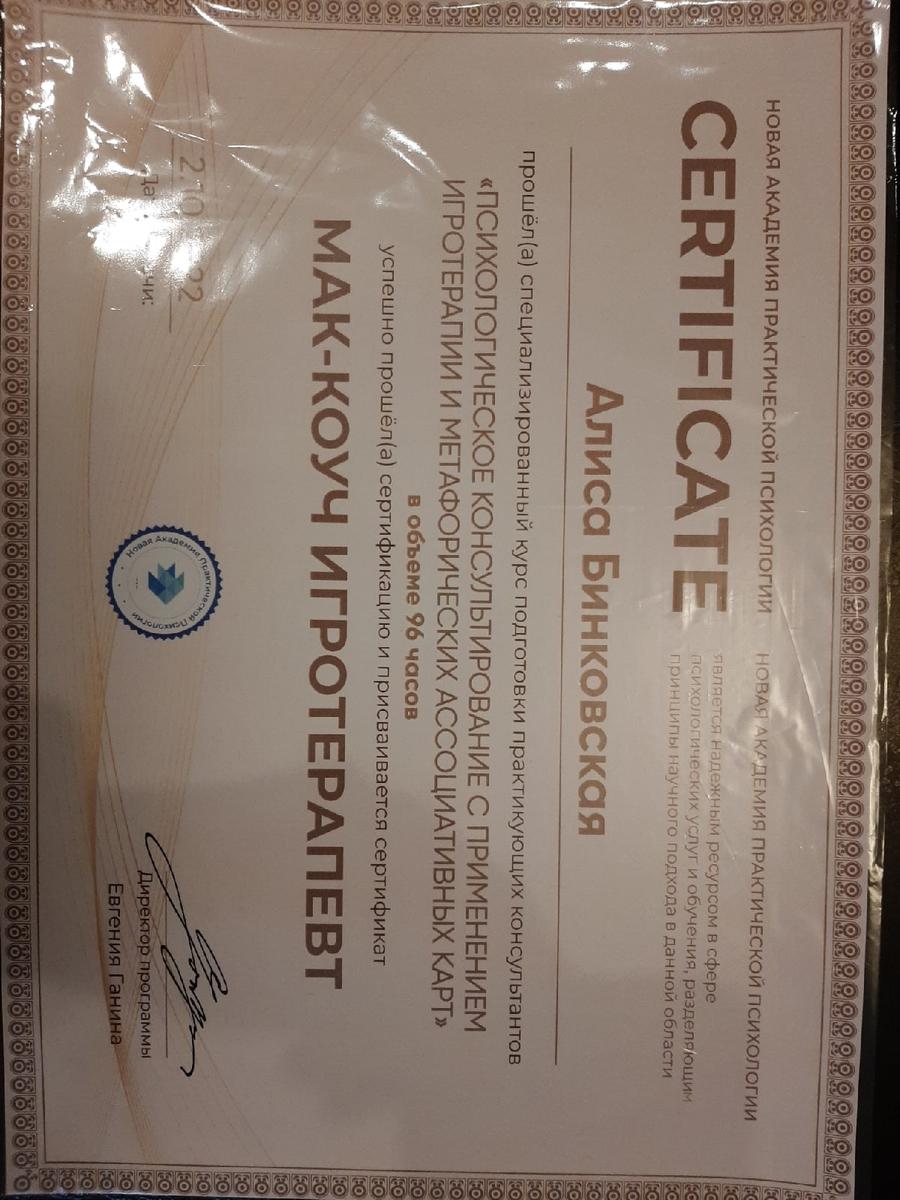 НОВАЯ АКАДЕМИЯ ПРАКТИЧЕСКОЙ ПСИХОЛОГИИ
CERTIFICATE
НОВАЯ АКАДЕМИЯ ПРАКТИЧЕСКОЙ ПСИХОЛОГИИ
является надежным ресурсом в сфере
психологических услуг и обучения, разделяющим
принципы научного подхода в данной области
Алиса Бинковская
прошёл(а) специализированный курс подготовки практикующих консультантов
«ПСИХОЛОГИЧЕСКОЕ КОНСУЛЬТИРОВАНИЕ С ПРИМЕНЕНИЕМ
ИГРОТЕРАПИИ И МЕТАФОРИЧЕСКИХ АССОЦИАТИВНЫХ КАРТ»
в объеме 96 часов
успешно прошёл(а) сертификацию и присваивается сертификат
МАК-КОУЧ ИГРОТЕРАПЕВТ
Новая Академия Практической Психологии
Директор программы
Евгения Ганина